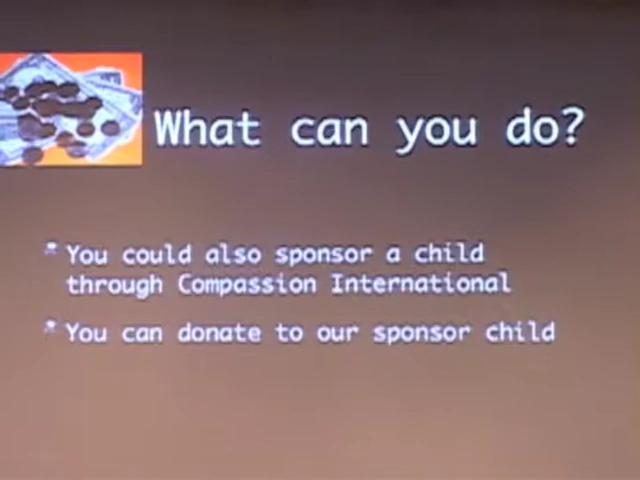 What can you do?
You could also sponsor a child
through Compassion International
You can donate to our sponsor child